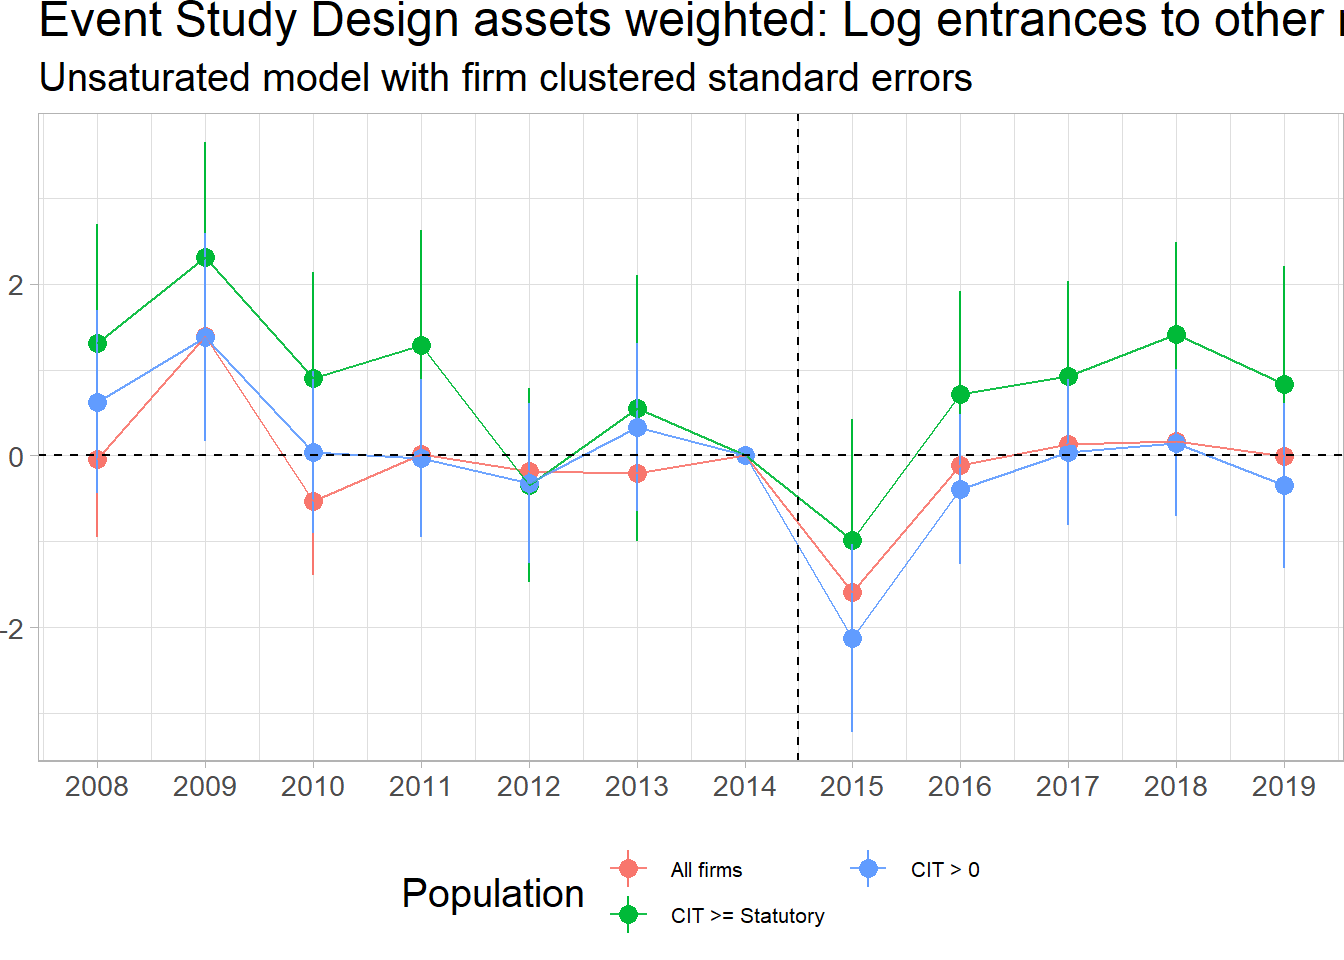 Event Study Design assets weighted: Log entrances to other
Unsaturated model with firm clustered standard errors
2
0
-2
2008 2009 2010 2011 2012 2013 2014 2015 2016 2017 2018 2019
Population
All firms
CIT > 0
CIT >= Statutory